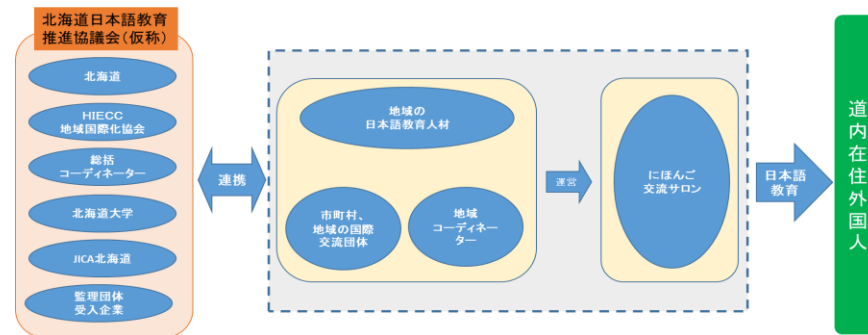 北海道日本語教育
推進協議会（仮称）
北海道
HIECC
地域国際化協会
総括
コーディネーター
北海道大学
JICA北海道
監理団体
受入企業
連携
地域の
日本語教育人材
市町村、
地域の国際
交流団体
地域
コーディネー
ター
運営
にほんご
交流サロン
日本語
教育
道内在住外国人